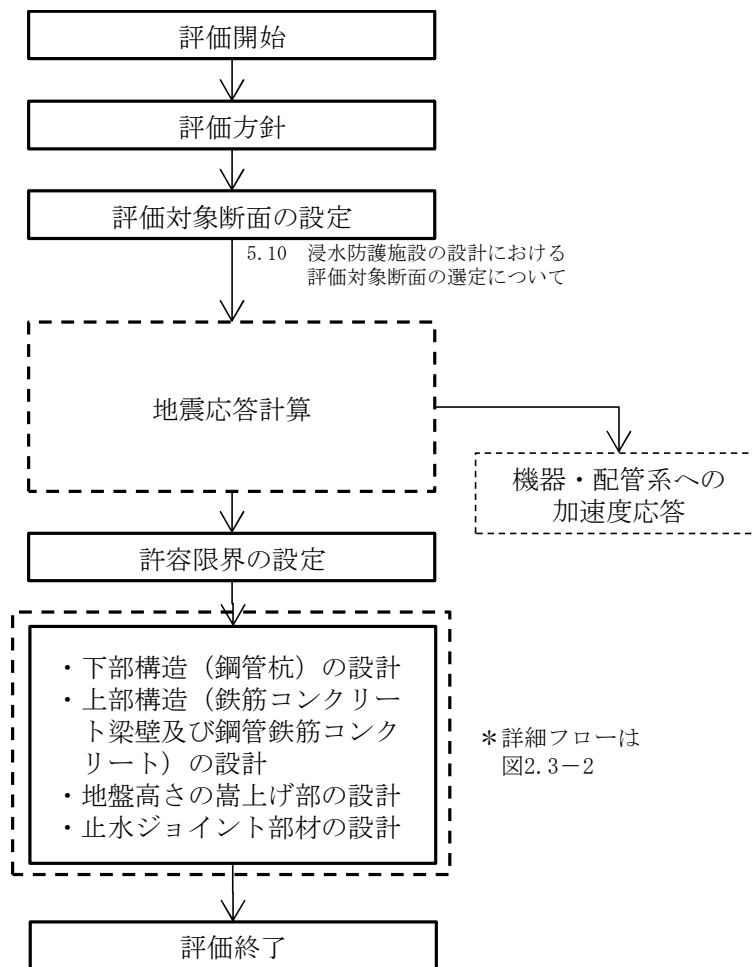 評価開始
評価方針
評価対象断面の設定
5.10　浸水防護施設の設計における
評価対象断面の選定について
地震応答計算
機器・配管系への
加速度応答
許容限界の設定
・下部構造（鋼管杭）の設計
・上部構造（鉄筋コンクリー
ト梁壁及び鋼管鉄筋コンク
リート）の設計
・地盤高さの嵩上げ部の設計
・止水ジョイント部材の設計
＊詳細フローは
図2.3－2
評価終了